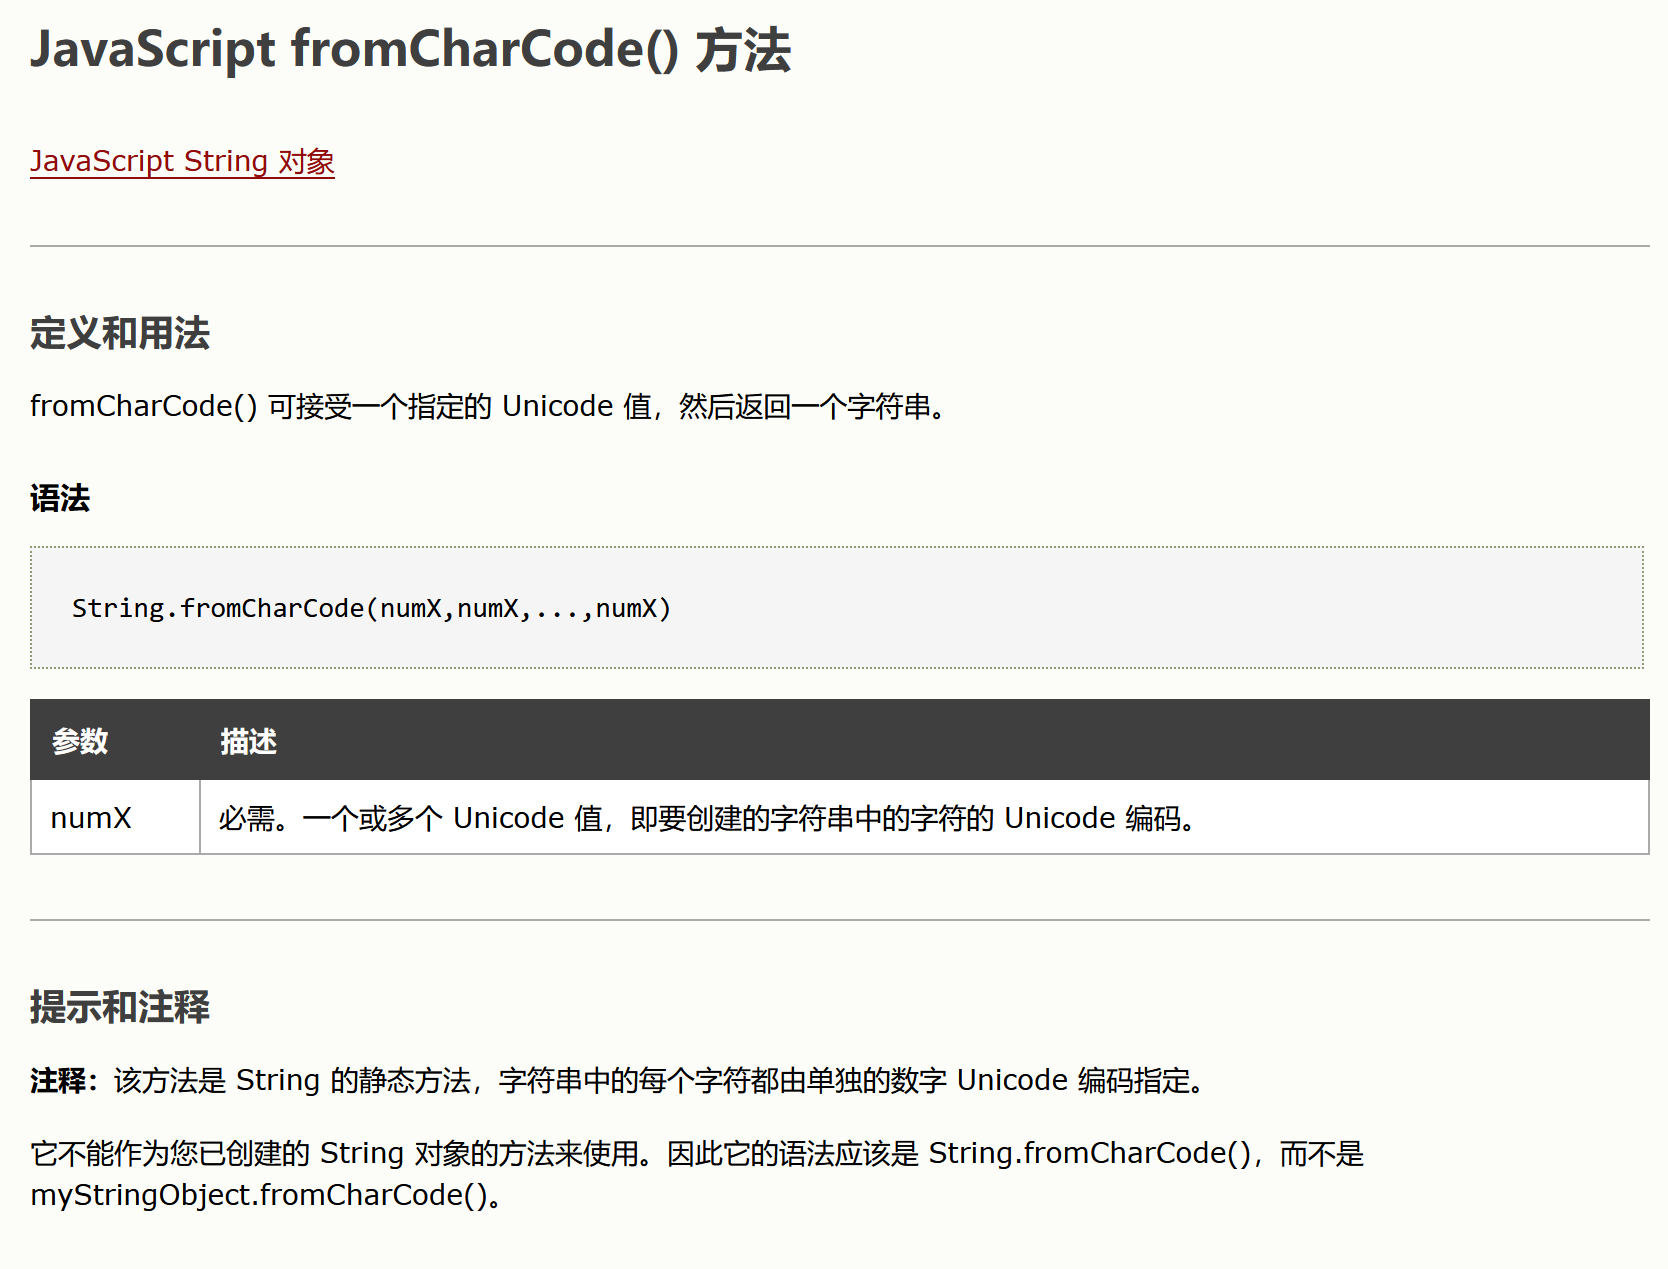 JavaScript fromCharCode() 方法
JavaScript String 对象
定义和用法
fromCharCode() 可接受一个指定的 Unicode 值，然后返回一个字符串。
语法
String.fromCharCode(numX,numX,...,numX)
参数 描述
numX 必需。一个或多个 Unicode 值，即要创建的字符串中的字符的 Unicode 编码。
提示和注释
注释：该方法是 String 的静态方法，字符串中的每个字符都由单独的数字 Unicode 编码指定。
它不能作为您已创建的 String 对象的方法来使用。因此它的语法应该是 String.fromCharCode()，而不是
myStringObject.fromCharCode()。